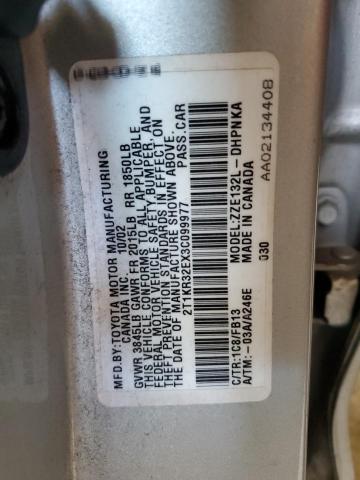 MFD.BY:TOYOTA MOTOR MANUFACTURING
CANADA INC. 10/02
GVWR 3845LB GAWR FR 2015LB RR 1850LB
THIS VEHICLE CONFORMS TO ALL APPLICABLE
FEDERAL MOTOR VEHICLE SAFETY BUMPER, AND
THEFT PREVENTION STANDARDS IN EFFECT ON
THE DATE OF MANUFACTURE SHOWN ABOVE.
2T1KR32EX3C099977 PASS.CAR
C/TR:1C8/FB13 MODEL:ZZE132L-DHPNKA
A/TM:-03A/A246E MADE IN CANADA
030
AA02134408